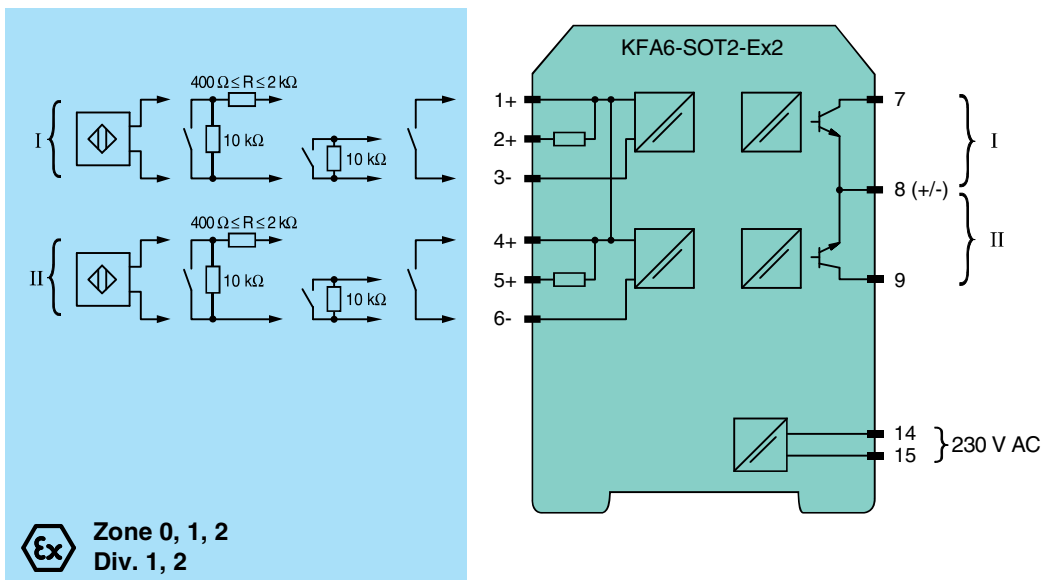 KFA6-SOT2-Ex2
400 Ω ≤ R ≤ 2 kΩ
I
10 kΩ
10 kΩ
400 Ω ≤ R ≤ 2 kΩ
II
10 kΩ
10 kΩ
1+
2+
3-
4+
5+
6-
7
I
8 (+/-)
II
9
14
15
230 V AC
Ex
Zone 0, 1, 2
Div. 1, 2